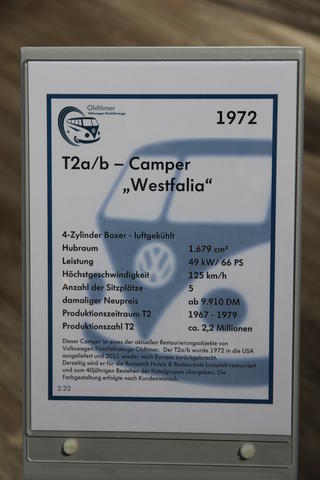 Oldtimer
Volkswagen Nutzfahrzeuge
1972
T2a/b – Camper
„Westfalia“
4-Zylinder Boxer - luftgekühlt
Hubraum 1.679 cm³
Leistung 49 kW/ 66 PS
Höchstgeschwindigkeit 125 km/h
Anzahl der Sitzplätze 5
damaliger Neupreis ab 9.910 DM
Produktionszeitraum T2 1967 - 1979
Produktionszahl T2 ca. 2,2 Millionen
Dieser Camper ist eines der aktuellen Restaurierungsobjekte von
Volkswagen Nutzfahrzeuge Oldtimer. Der T2a/b wurde 1972 in die USA
ausgeliefert und 2011 wieder nach Europa zurückgebracht.
Derzeitig wird er für die Romantik Hotels & Restaurants komplett restauriert
und zum 40jährigen Bestehen der Hotelgruppe übergeben. Die
Farbgestaltung erfolgte nach Kundenwunsch.
2.22